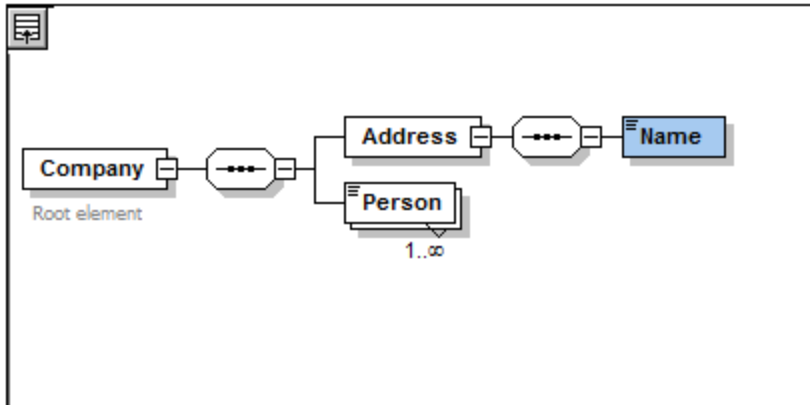 Company
Root element
Address
Name
Person
1..∞